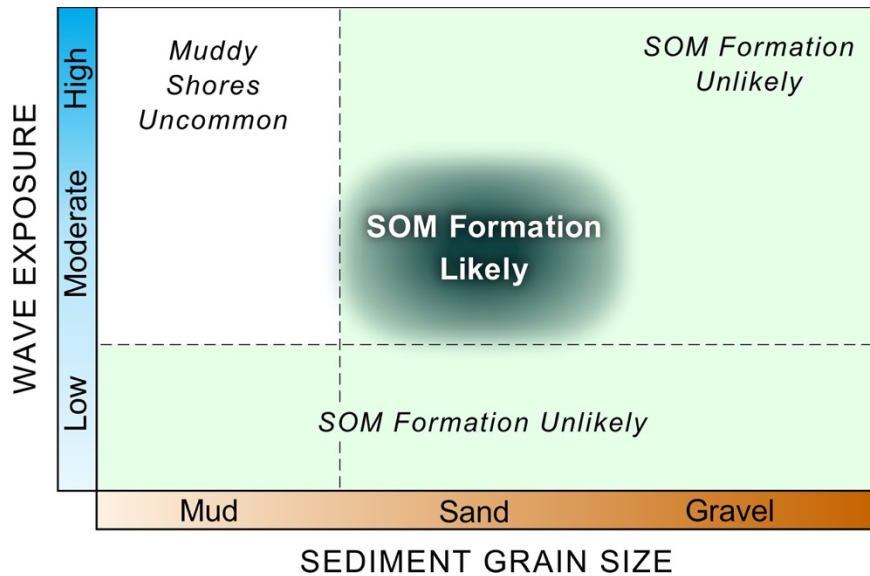 WAVE EXPOSURE
High
Moderate
Low
Muddy
Shores
Uncommon
SOM Formation
Unlikely
SOM Formation
Likely
SOM Formation Unlikely
Mud
Sand
Gravel
SEDIMENT GRAIN SIZE